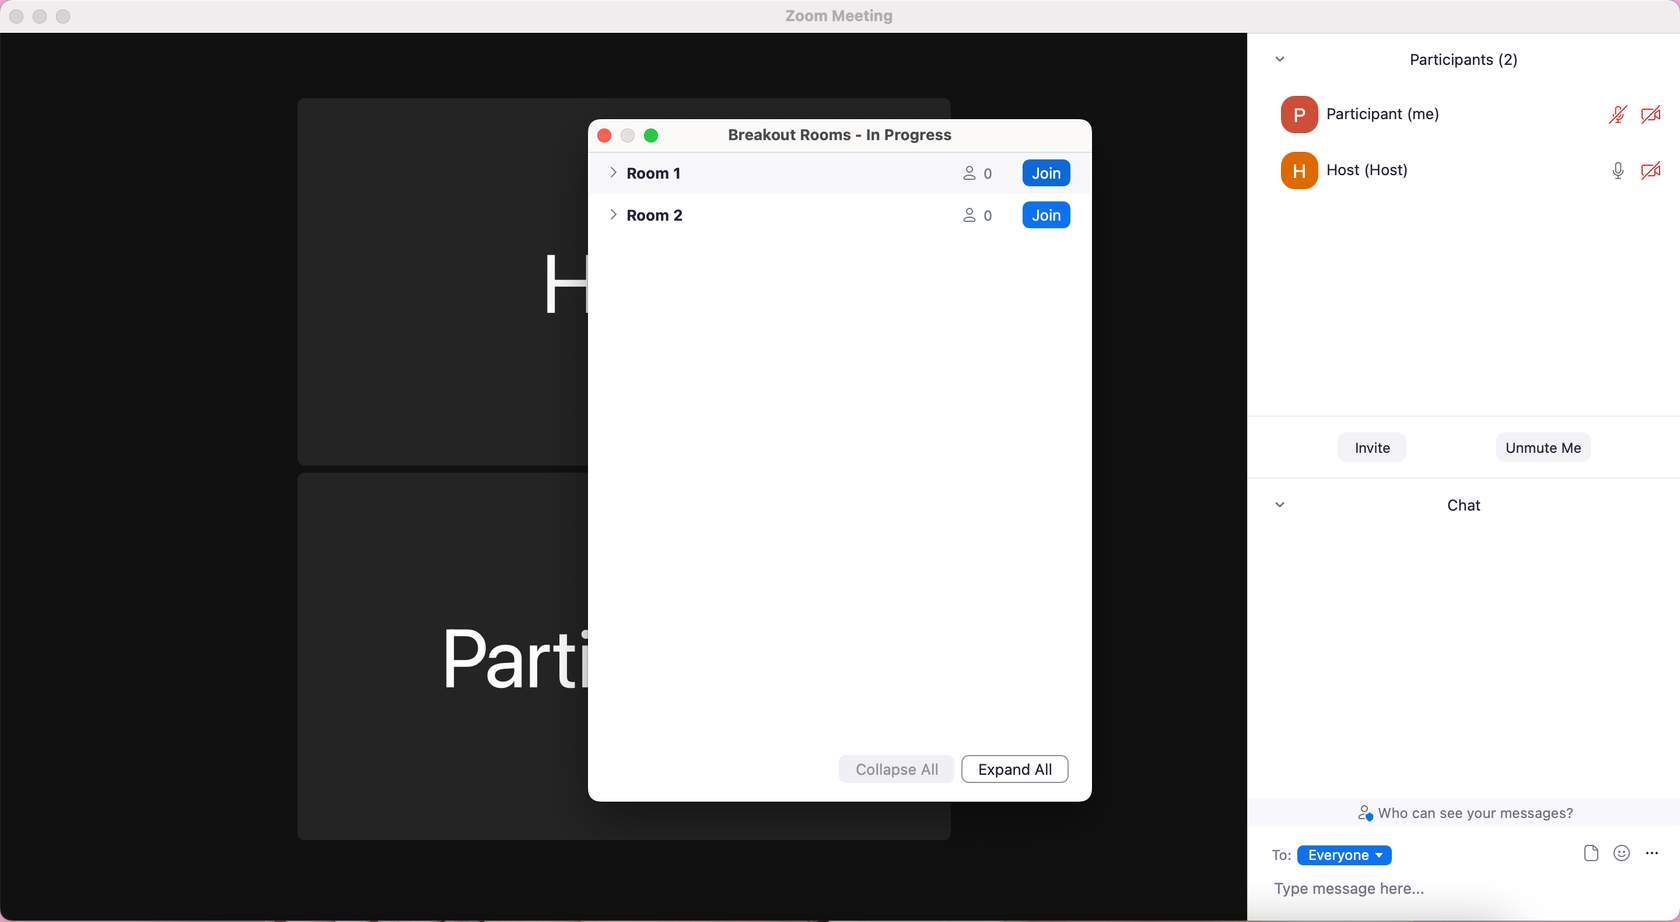 Zoom Meeting
H
Parti
Breakout Rooms - In Progress
Room 1 0 Join
Room 2 0 Join
Collapse All Expand All
Participants (2)
P Participant (me)
H Host (Host)
Invite Unmute Me
Chat
Who can see your messages?
To: Everyone
Type message here...